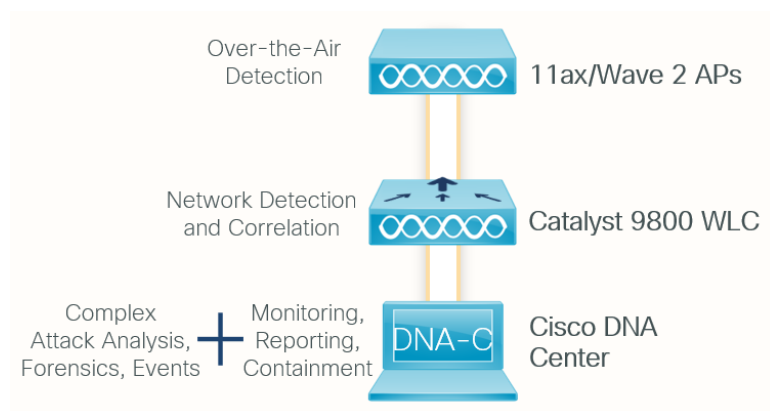 Over-the-Air
Detection
11ax/Wave 2 APs
Network Detection
and Correlation
Catalyst 9800 WLC
Complex
Attack Analysis,
Forensics, Events
Monitoring,
Reporting,
Containment
DNA-C
Cisco DNA
Center